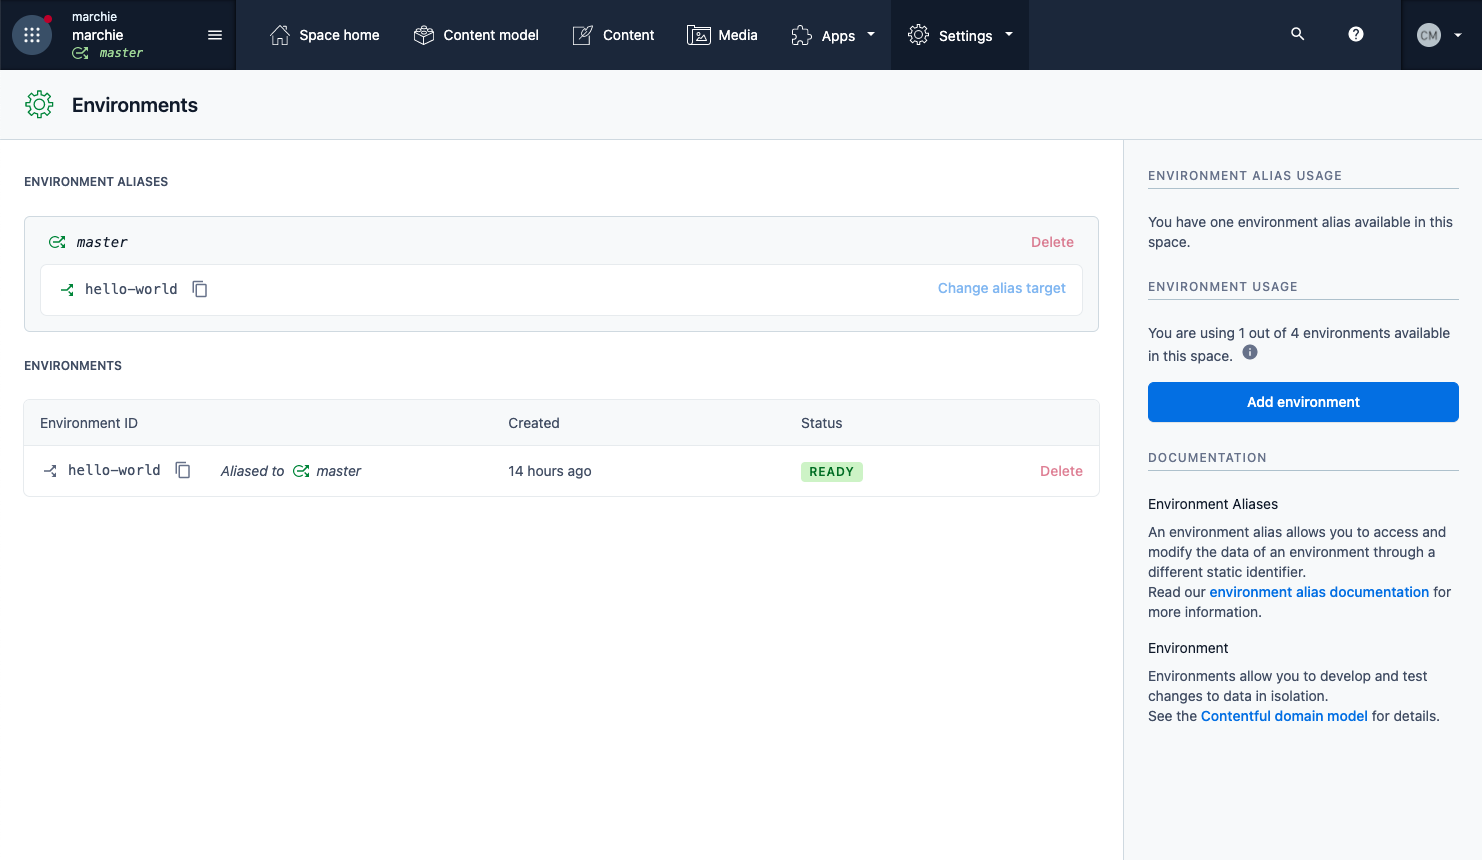 marchie
marchie
master
Space home
Content model
Content
Media
Apps
Settings
CM
Environments
ENVIRONMENT ALIASES
master
Delete
hello-world
Change alias target
ENVIRONMENTS
Environment ID
Created
Status
hello-world
Aliased to master
14 hours ago
READY
Delete
ENVIRONMENT ALIAS USAGE
You have one environment alias available in this
space.
ENVIRONMENT USAGE
You are using 1 out of 4 environments available
in this space.
Add environment
DOCUMENTATION
Environment Aliases
An environment alias allows you to access and
modify the data of an environment through a
different static identifier.
Read our environment alias documentation for
more information.
Environment
Environments allow you to develop and test
changes to data in isolation.
See the Contentful domain model for details.